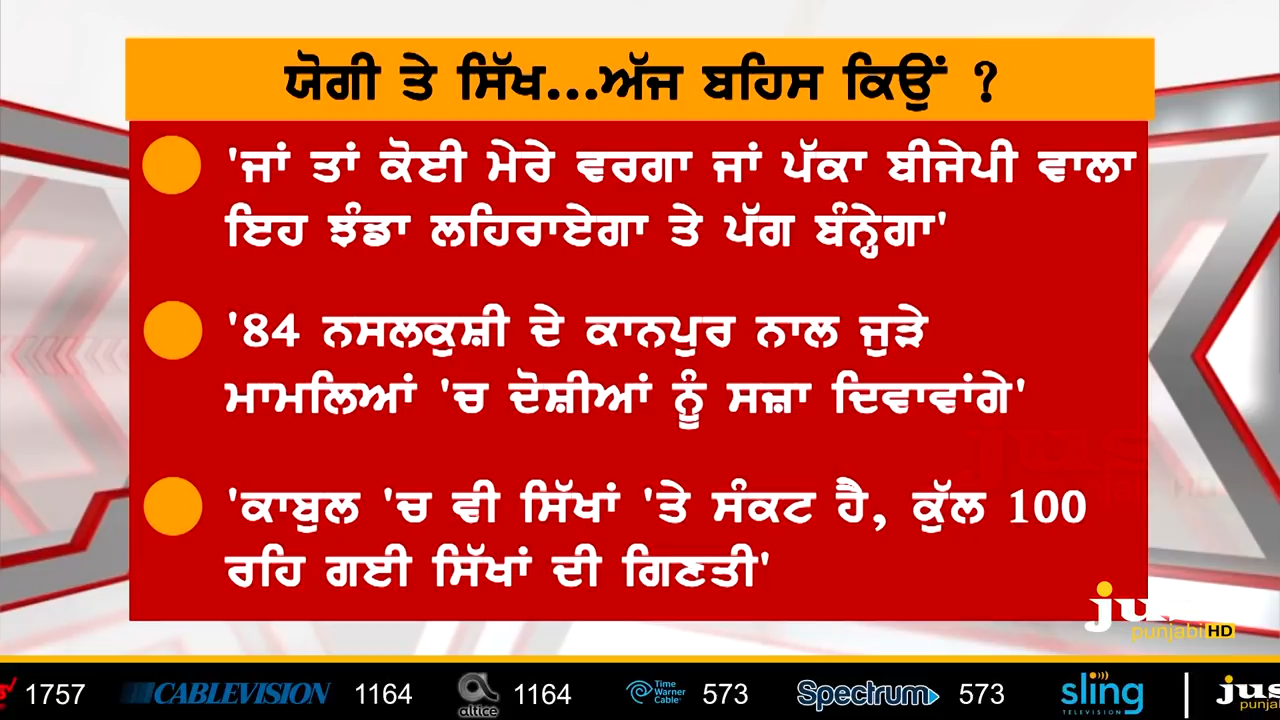 ਯੋਗੀ ਤੇ ਸਿੱਖ...ਅੱਜ ਬਹਿਸ ਕਿਉਂ ?
'ਜਾਂ ਤਾਂ ਕੋਈ ਮੇਰੇ ਵਰਗਾ ਜਾਂ ਪੱਕਾ ਬੀਜੇਪੀ ਵਾਲਾ
ਇਹ ਝੰਡਾ ਲਹਿਰਾਏਗਾ ਤੇ ਪੱਗ ਬੰਨ੍ਹੇਗਾ'
'84 ਨਸਲਕੁਸ਼ੀ ਦੇ ਕਾਨਪੁਰ ਨਾਲ ਜੁੜੇ
ਮਾਮਲਿਆਂ 'ਚ ਦੋਸ਼ੀਆਂ ਨੂੰ ਸਜ਼ਾ ਦਿਵਾਵਾਂਗੇ'
'ਕਾਬੁਲ 'ਚ ਵੀ ਸਿੱਖਾਂ 'ਤੇ ਸੰਕਟ ਹੈ, ਕੁੱਲ 100
ਰਹਿ ਗਈ ਸਿੱਖਾਂ ਦੀ ਗਿਣਤੀ'
punjabi HD
1757 CABLEVISION 1164 altice 1164 Time Warner Cable 573 Spectrum 573 sling TELEVISION